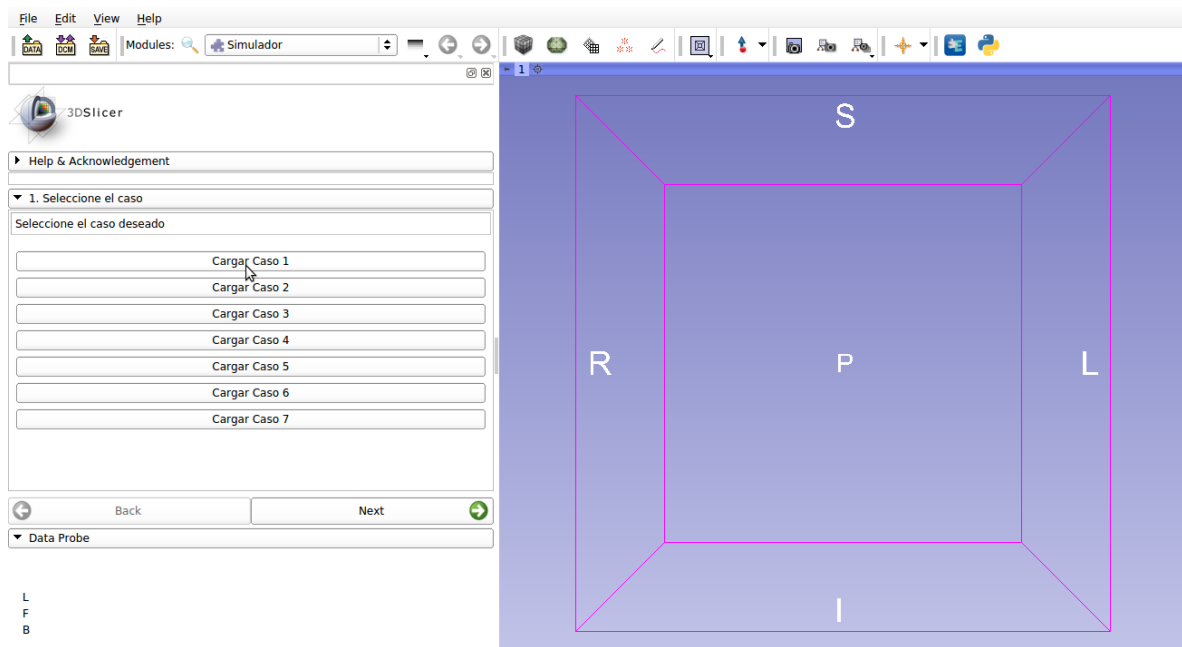 File Edit View Help
DATA DCM SAVE Modules: Simulador
1
3DSlicer
Help & Acknowledgement
1. Seleccione el caso
Seleccione el caso deseado
Cargar Caso 1
Cargar Caso 2
Cargar Caso 3
Cargar Caso 4
Cargar Caso 5
Cargar Caso 6
Cargar Caso 7
Back Next
Data Probe
L
F
B
S
R P L
I